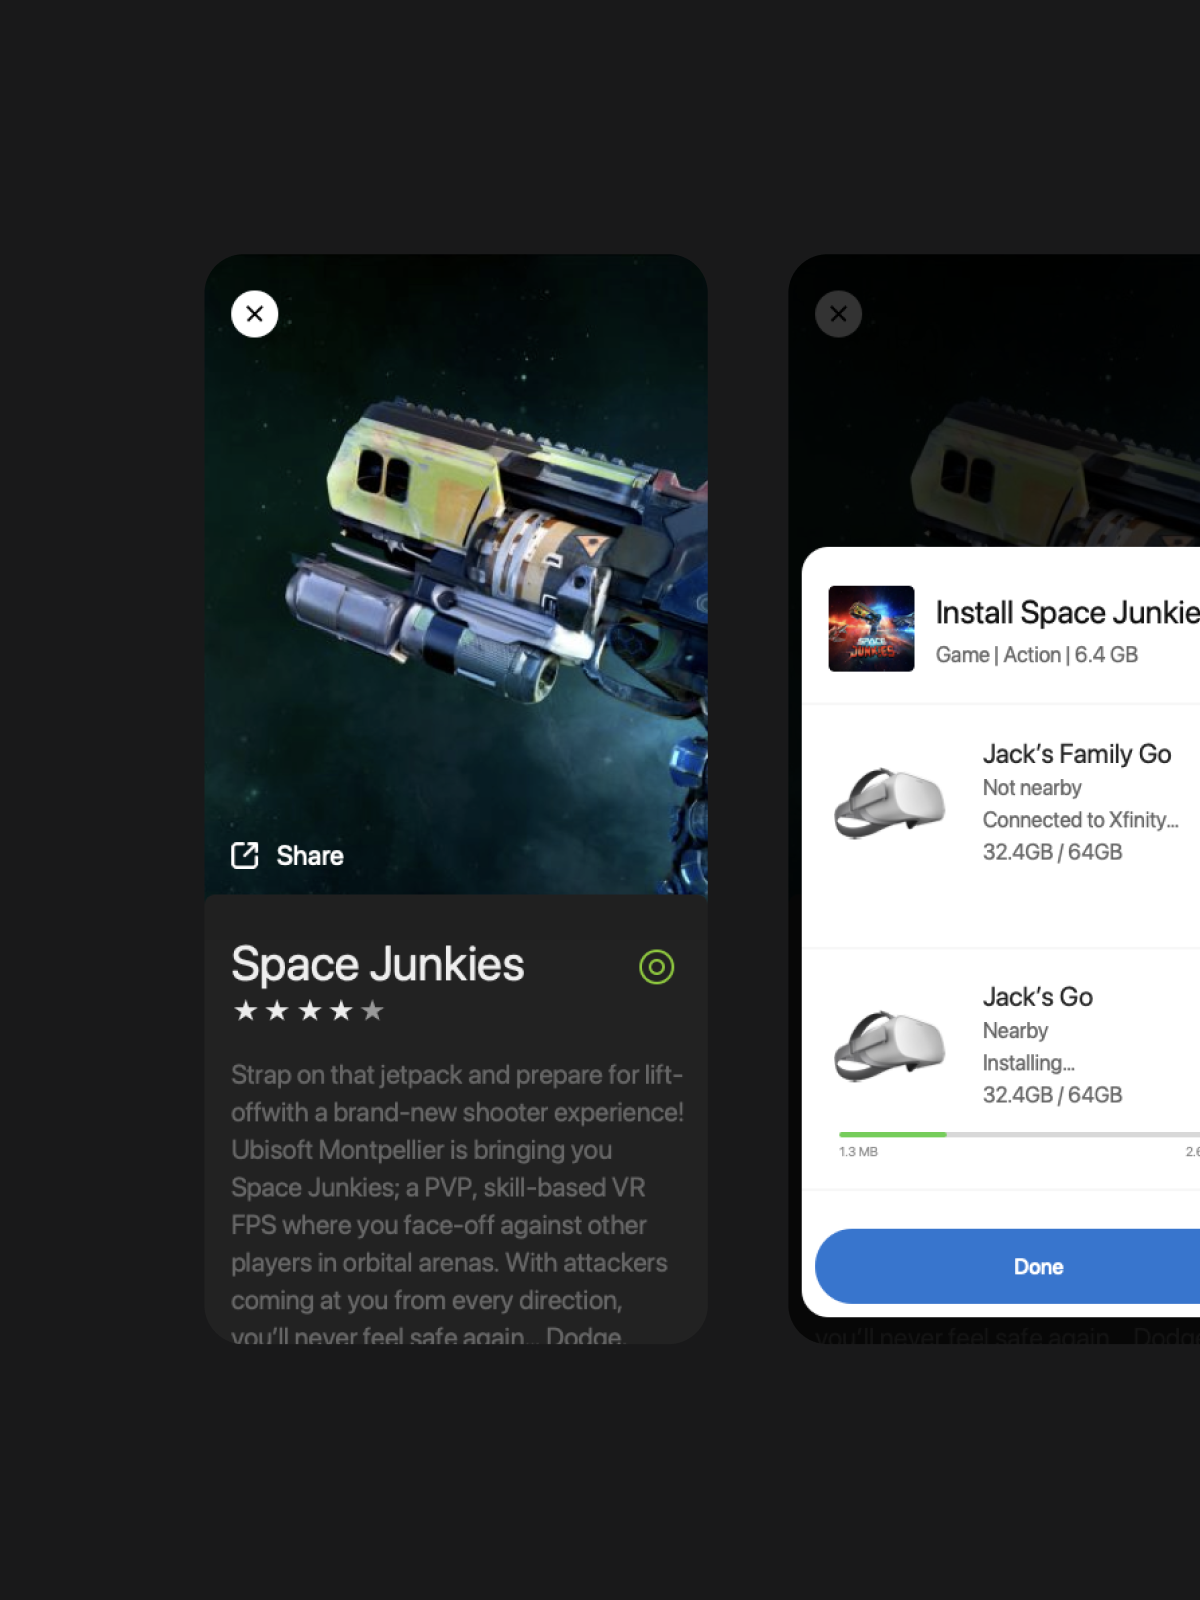 Share
Space Junkies
Strap on that jetpack and prepare for lift-
offwith a brand-new shooter experience!
Ubisoft Montpellier is bringing you
Space Junkies; a PVP, skill-based VR
FPS where you face-off against other
players in orbital arenas. With attackers
coming at you from every direction,
you'll never feel safe again... Dodge,
SPACE
JUNKIES
Install Space Junkie
Game | Action | 6.4 GB
Jack's Family Go
Not nearby
Connected to Xfinity...
32.4GB / 64GB
Jack's Go
Nearby
Installing...
32.4GB / 64GB
1.3 MB
2.6
Done
you'll never feel safe again... Dodg